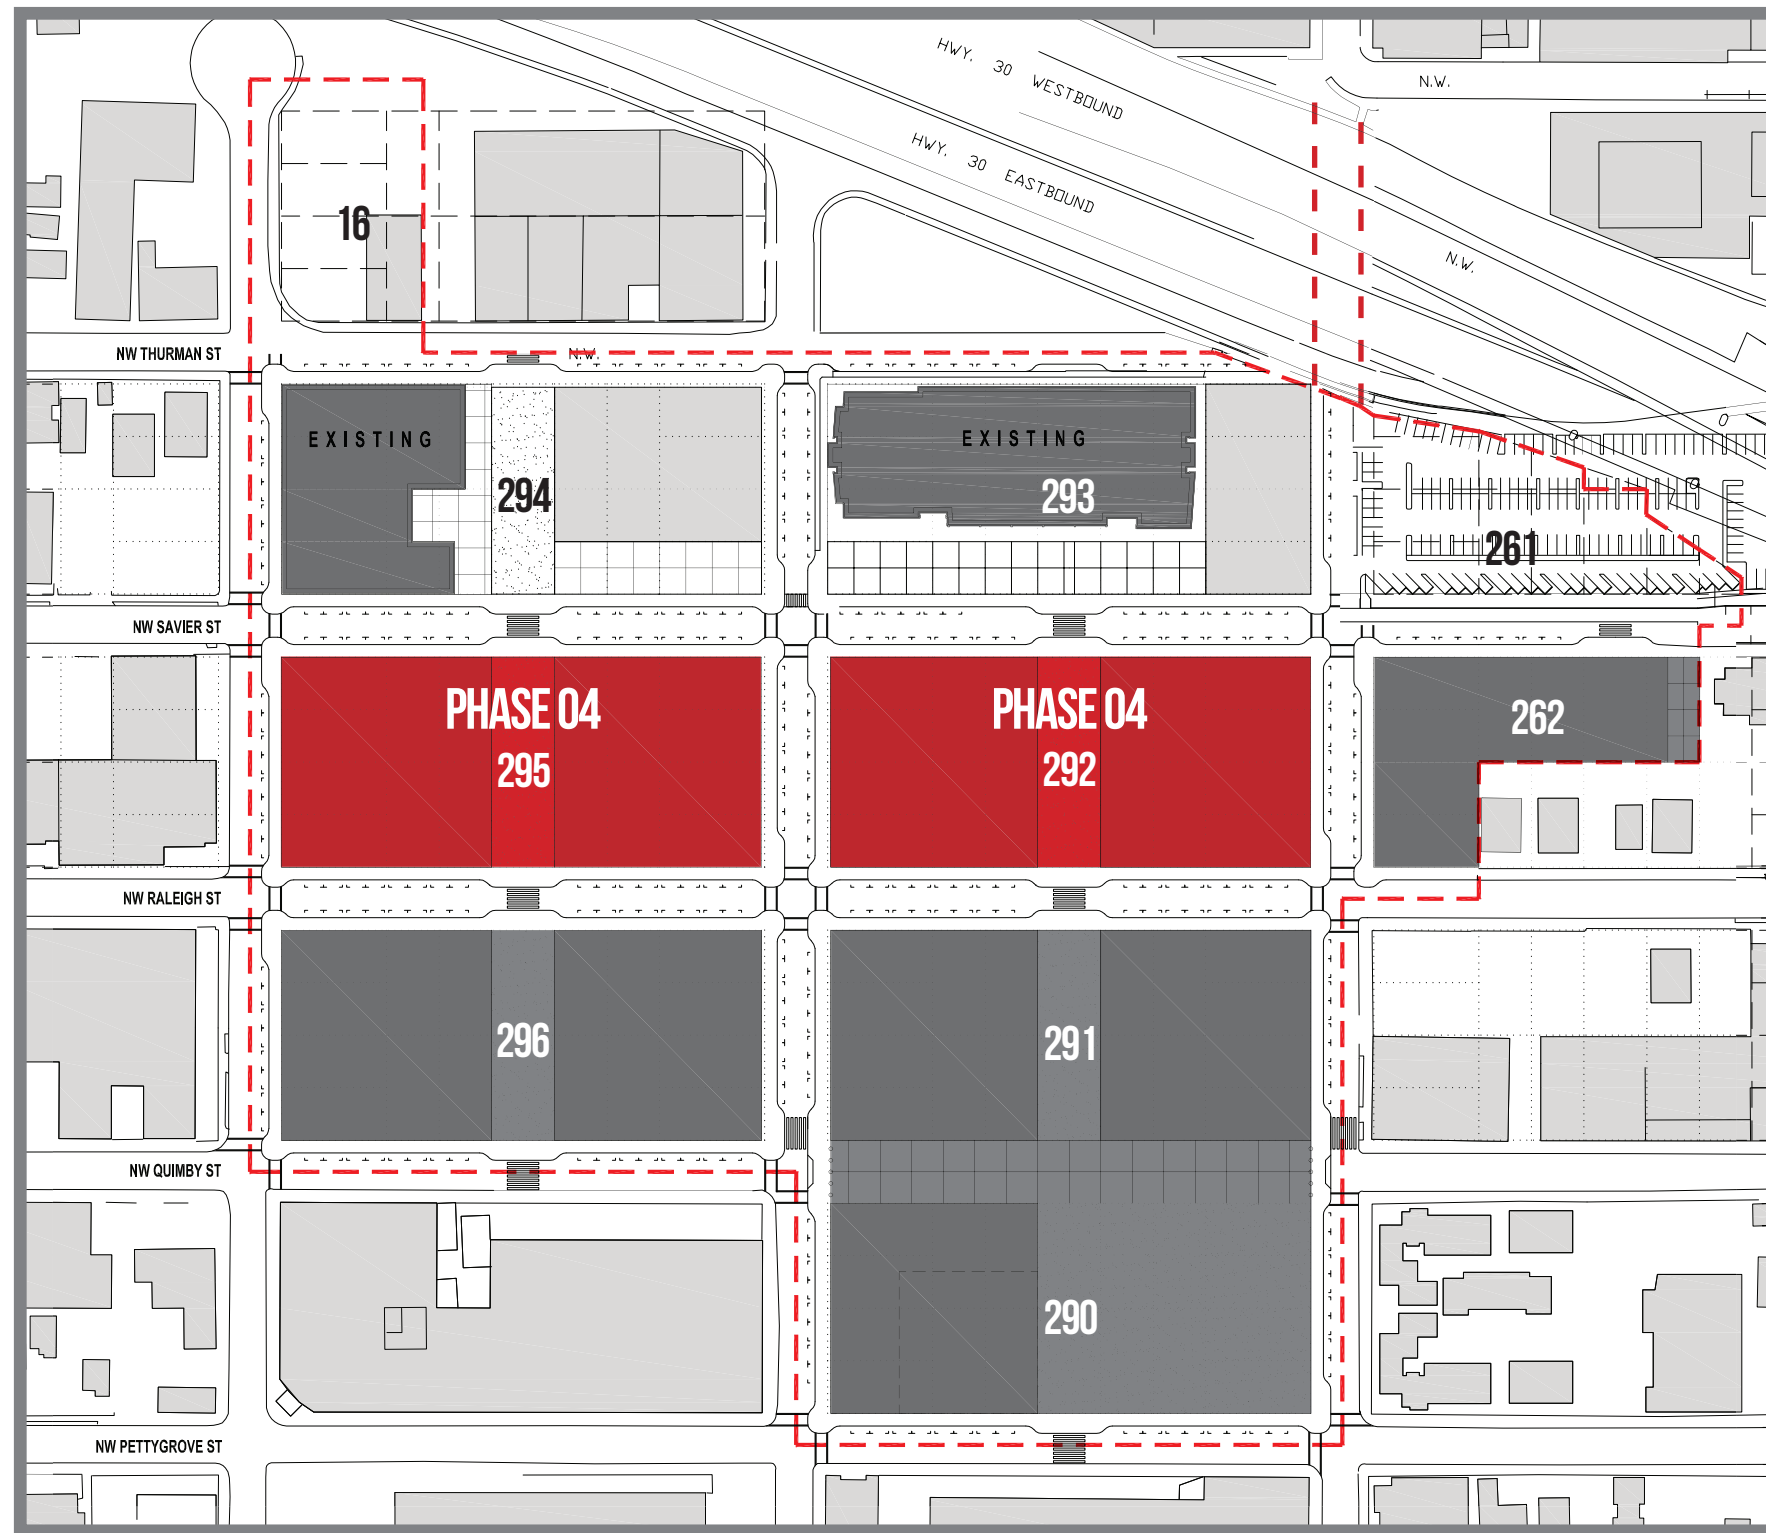 HWY. 30 WESTBOUND
N.W.
HWY. 30 EASTBOUND
16
N.W.
NW THURMAN ST
N.W.
EXISTING
EXISTING
294
293
261
NW SAVIER ST
PHASE 04
295
PHASE 04
292
262
NW RALEIGH ST
296
291
NW QUIMBY ST
290
NW PETTYGROVE ST